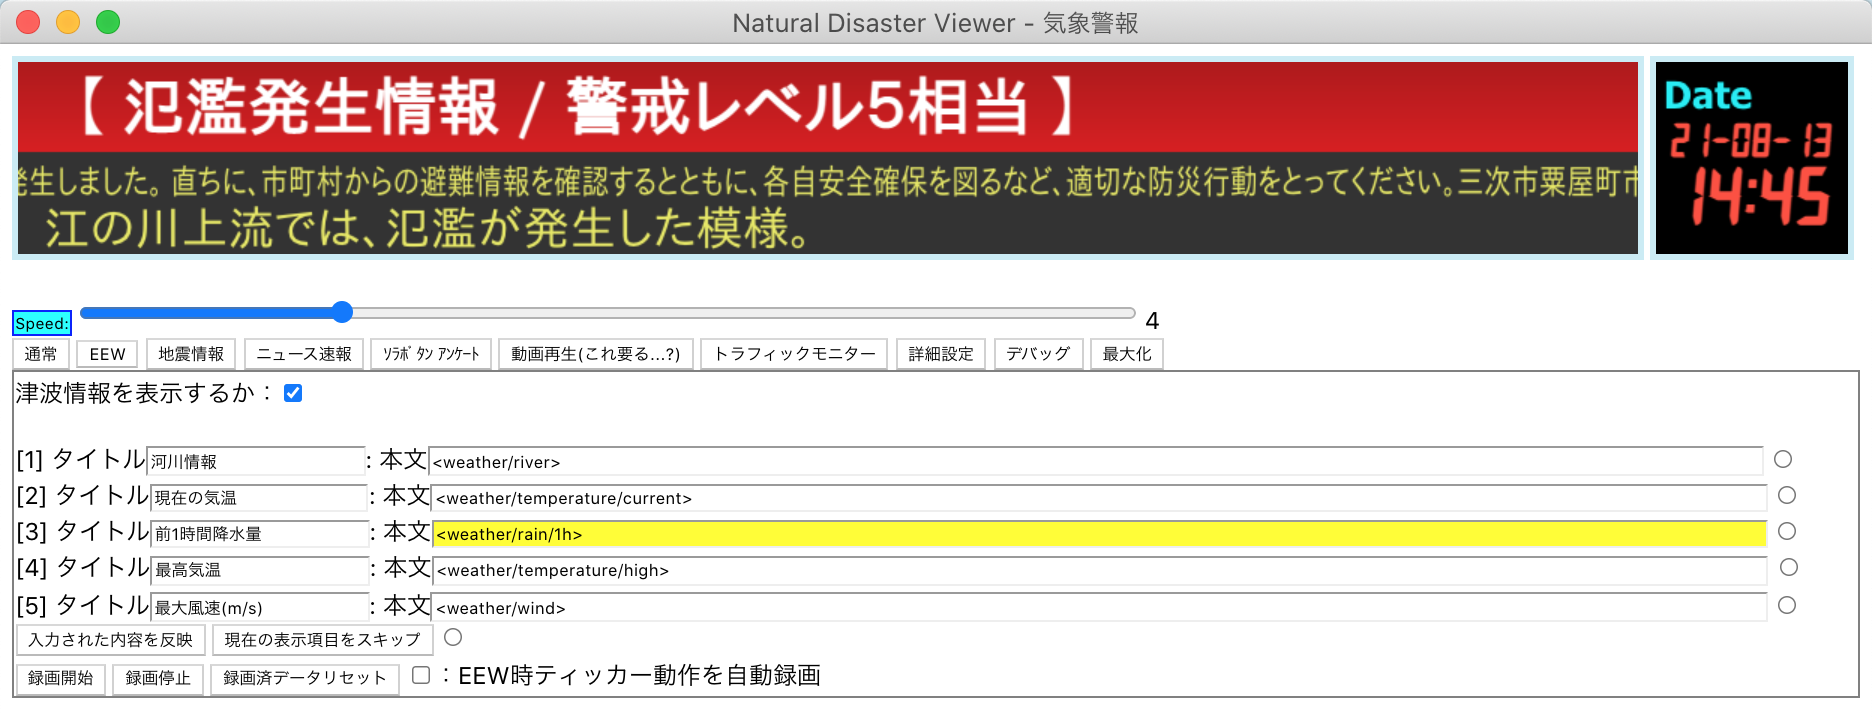 Natural Disaster Viewer - 気象警報
【 氾濫発生情報 / 警戒レベル5相当 】
発生しました。直ちに、市町村からの避難情報を確認するとともに、各自安全確保を図るなど、適切な防災行動をとってください。三次市粟屋町市
江の川上流では、氾濫が発生した模様。
Date
21-08-13
14:45
Speed: 4
通常 EEW 地震情報 ニュース速報 ｿﾗﾎﾞﾀﾝ ｱﾝｹｰﾄ 動画再生(これ要る...?) トラフィックモニター 詳細設定 デバッグ 最大化
津波情報を表示するか：
[1] タイトル 河川情報 : 本文 <weather/river>
[2] タイトル 現在の気温 : 本文 <weather/temperature/current>
[3] タイトル 前1時間降水量 : 本文 <weather/rain/1h>
[4] タイトル 最高気温 : 本文 <weather/temperature/high>
[5] タイトル 最大風速(m/s) : 本文 <weather/wind>
入力された内容を反映 現在の表示項目をスキップ
録画開始 録画停止 録画済データリセット ：EEW時ティッカー動作を自動録画